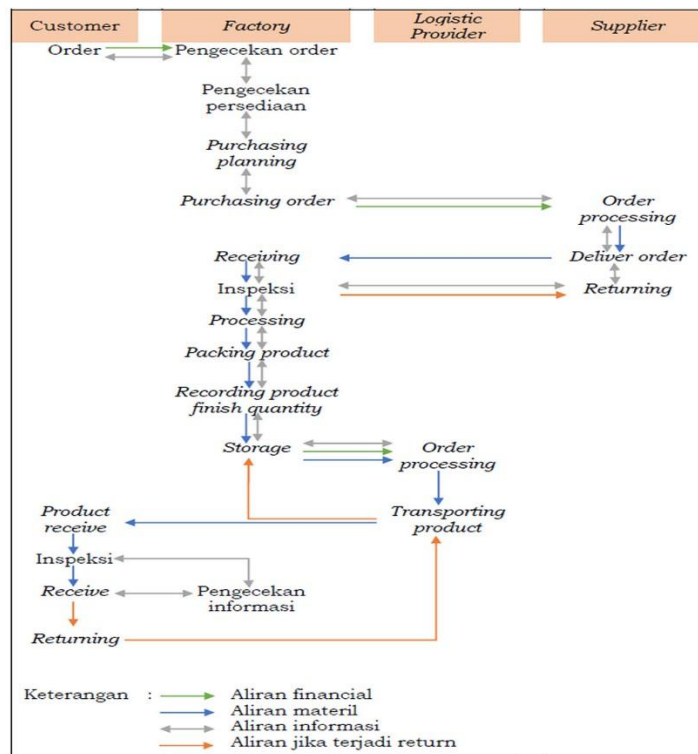 Customer
Factory
Logistic
Provider
Supplier
Order
Pengecekan order
Pengecekan
persediaan
Purchasing
planning
Purchasing order
Order
processing
Receiving
Deliver order
Inspeksi
Returning
Processing
Packing product
Recording product
finish quantity
Storage
Order
processing
Product
receive
Transporting
product
Inspeksi
Receive
Pengecekan
informasi
Returning
Keterangan :
Aliran financial
Aliran materil
Aliran informasi
Aliran jika terjadi return